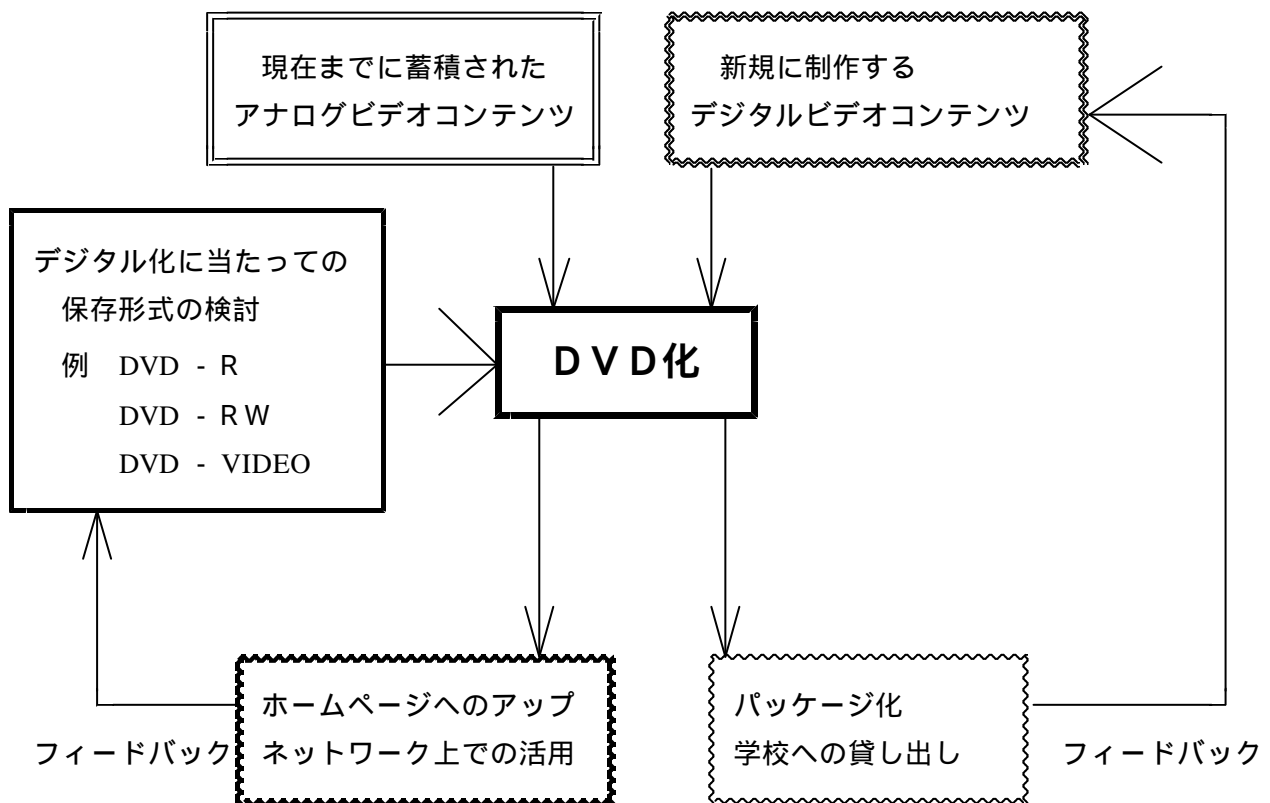 現在までに蓄積された
アナログビデオコンテンツ
新規に制作する
デジタルビデオコンテンツ
デジタル化に当たっての
保存形式の検討
例 DVD - R
DVD - RW
DVD - VIDEO
DVD化
ホームページへのアップ
ネットワーク上での活用
フィードバック
パッケージ化
学校への貸し出し
フィードバック